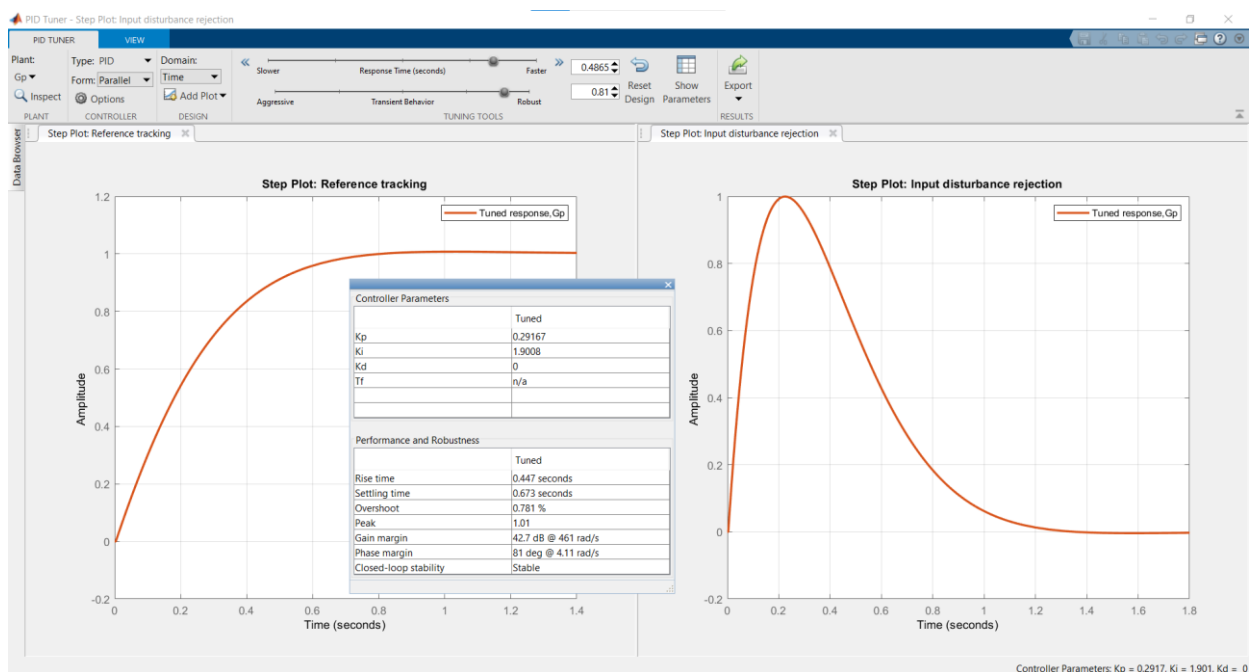 PID Tuner - Step Plot: Input disturbance rejection
PID TUNER VIEW
Plant: Type: PID Domain:
Gp Form: Parallel Time Slower Response Time (seconds) Faster 0.4865
Inspect Options Add Plot Aggressive Transient Behavior Robust 0.81 Reset Design Show Parameters Export
PLANT CONTROLLER DESIGN TUNING TOOLS RESULTS
Data Browser
Step Plot: Reference tracking
Step Plot: Input disturbance rejection
Step Plot: Reference tracking
Tuned response,Gp
1.2
1
0.8
0.6
0.4
0.2
0
-0.2
Amplitude
0 0.2 0.4 0.6 0.8 1 1.2 1.4
Time (seconds)
Controller Parameters
Tuned
Kp 0.29167
Ki 1.9008
Kd 0
Tf n/a
Performance and Robustness
Tuned
Rise time 0.447 seconds
Settling time 0.673 seconds
Overshoot 0.781 %
Peak 1.01
Gain margin 42.7 dB @ 461 rad/s
Phase margin 81 deg @ 4.11 rad/s
Closed-loop stability Stable
Step Plot: Input disturbance rejection
Tuned response,Gp
1
0.8
0.6
0.4
0.2
0
-0.2
Amplitude
0 0.2 0.4 0.6 0.8 1 1.2 1.4 1.6 1.8
Time (seconds)
Controller Parameters: Kp = 0.2917, Ki = 1.901, Kd = 0